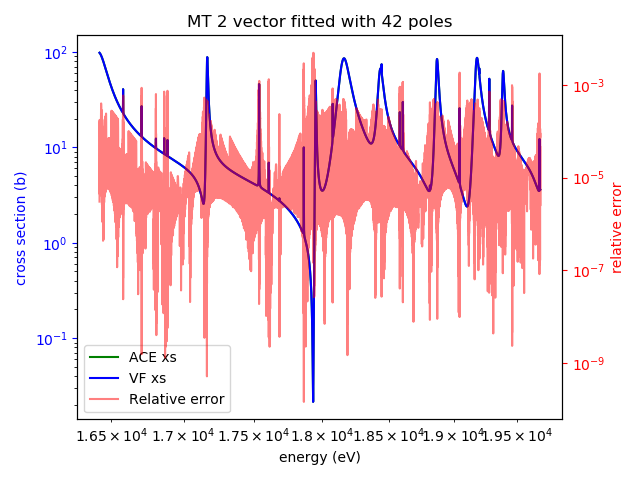 MT 2 vector fitted with 42 poles
cross section (b)
10²
10¹
10⁰
10⁻¹
10⁻³
10⁻⁵
10⁻⁷
10⁻⁹
relative error
ACE xs
VF xs
Relative error
1.65×10⁴ 1.7×10⁴ 1.75×10⁴ 1.8×10⁴ 1.85×10⁴ 1.9×10⁴ 1.95×10⁴
energy (eV)